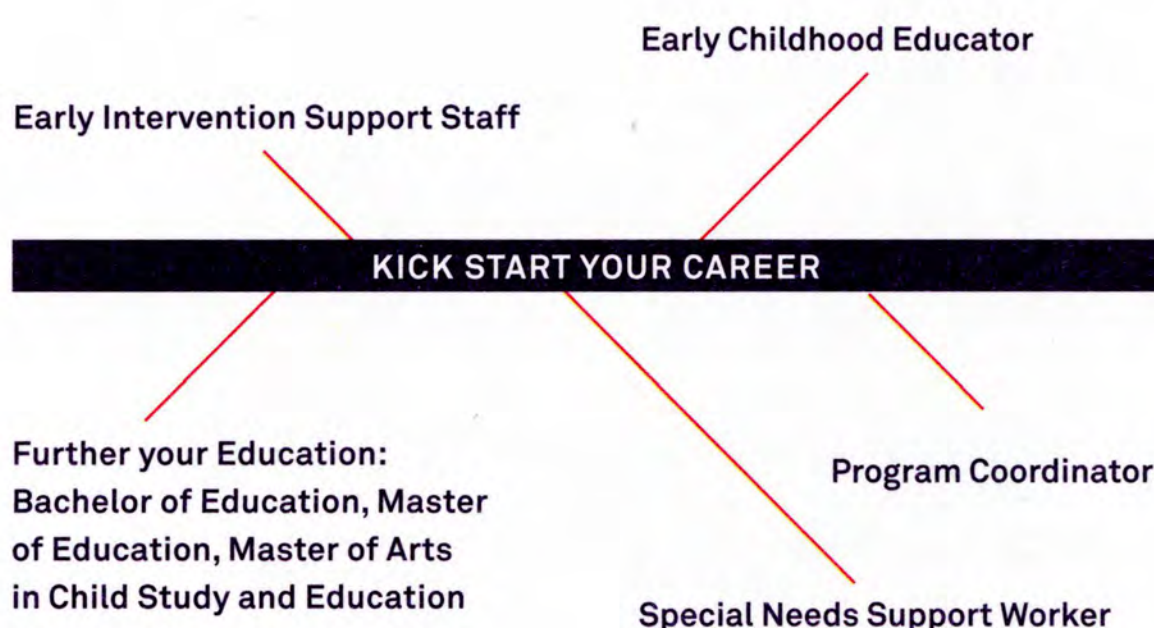 Early Childhood Educator
Early Intervention Support Staff
KICK START YOUR CAREER
Further your Education:
Bachelor of Education, Master
of Education, Master of Arts
in Child Study and Education
Program Coordinator
Special Needs Support Worker